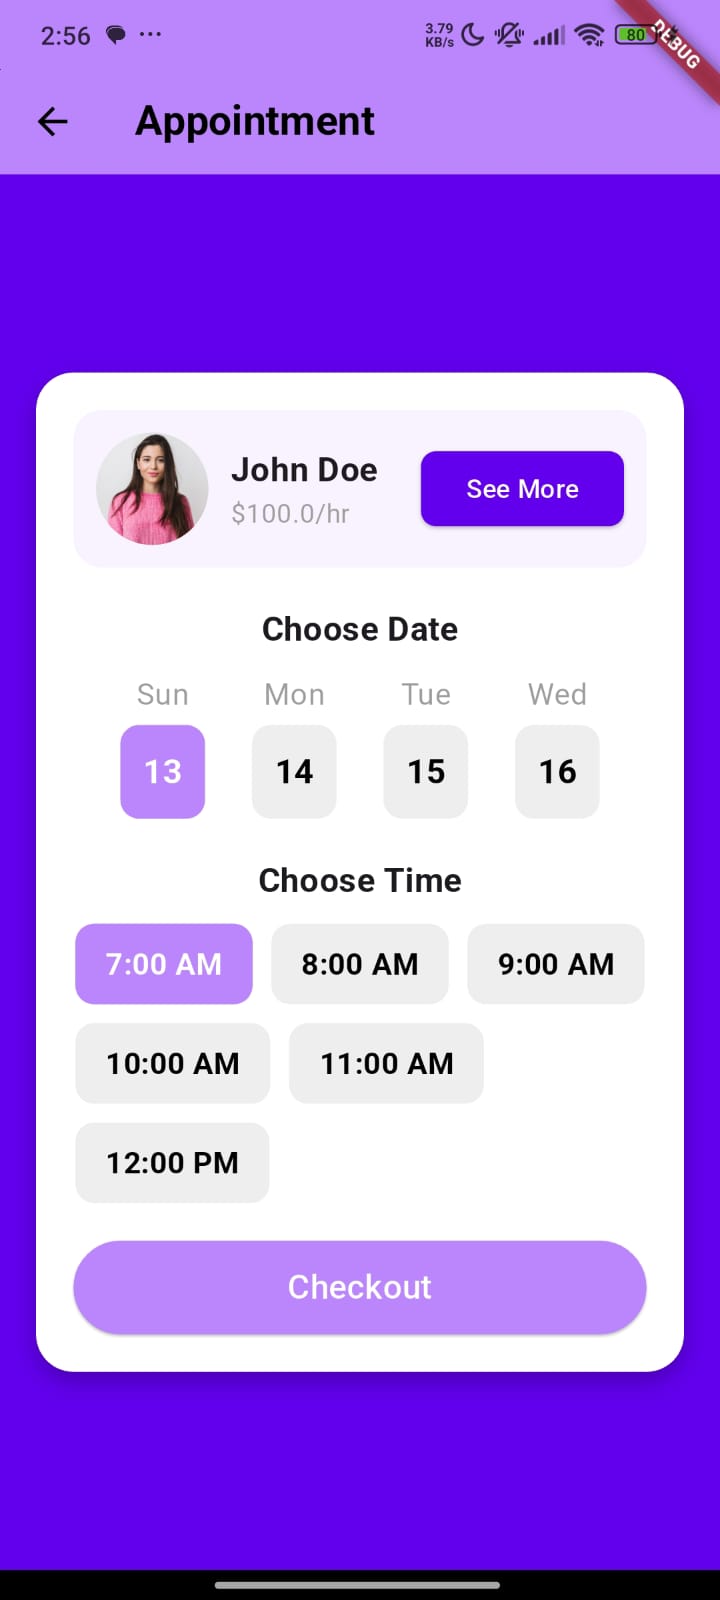 2:56 ... 3.79 KB/s 80
DEBUG
Appointment
John Doe
$100.0/hr
See More
Choose Date
Sun Mon Tue Wed
13 14 15 16
Choose Time
7:00 AM 8:00 AM 9:00 AM
10:00 AM 11:00 AM
12:00 PM
Checkout